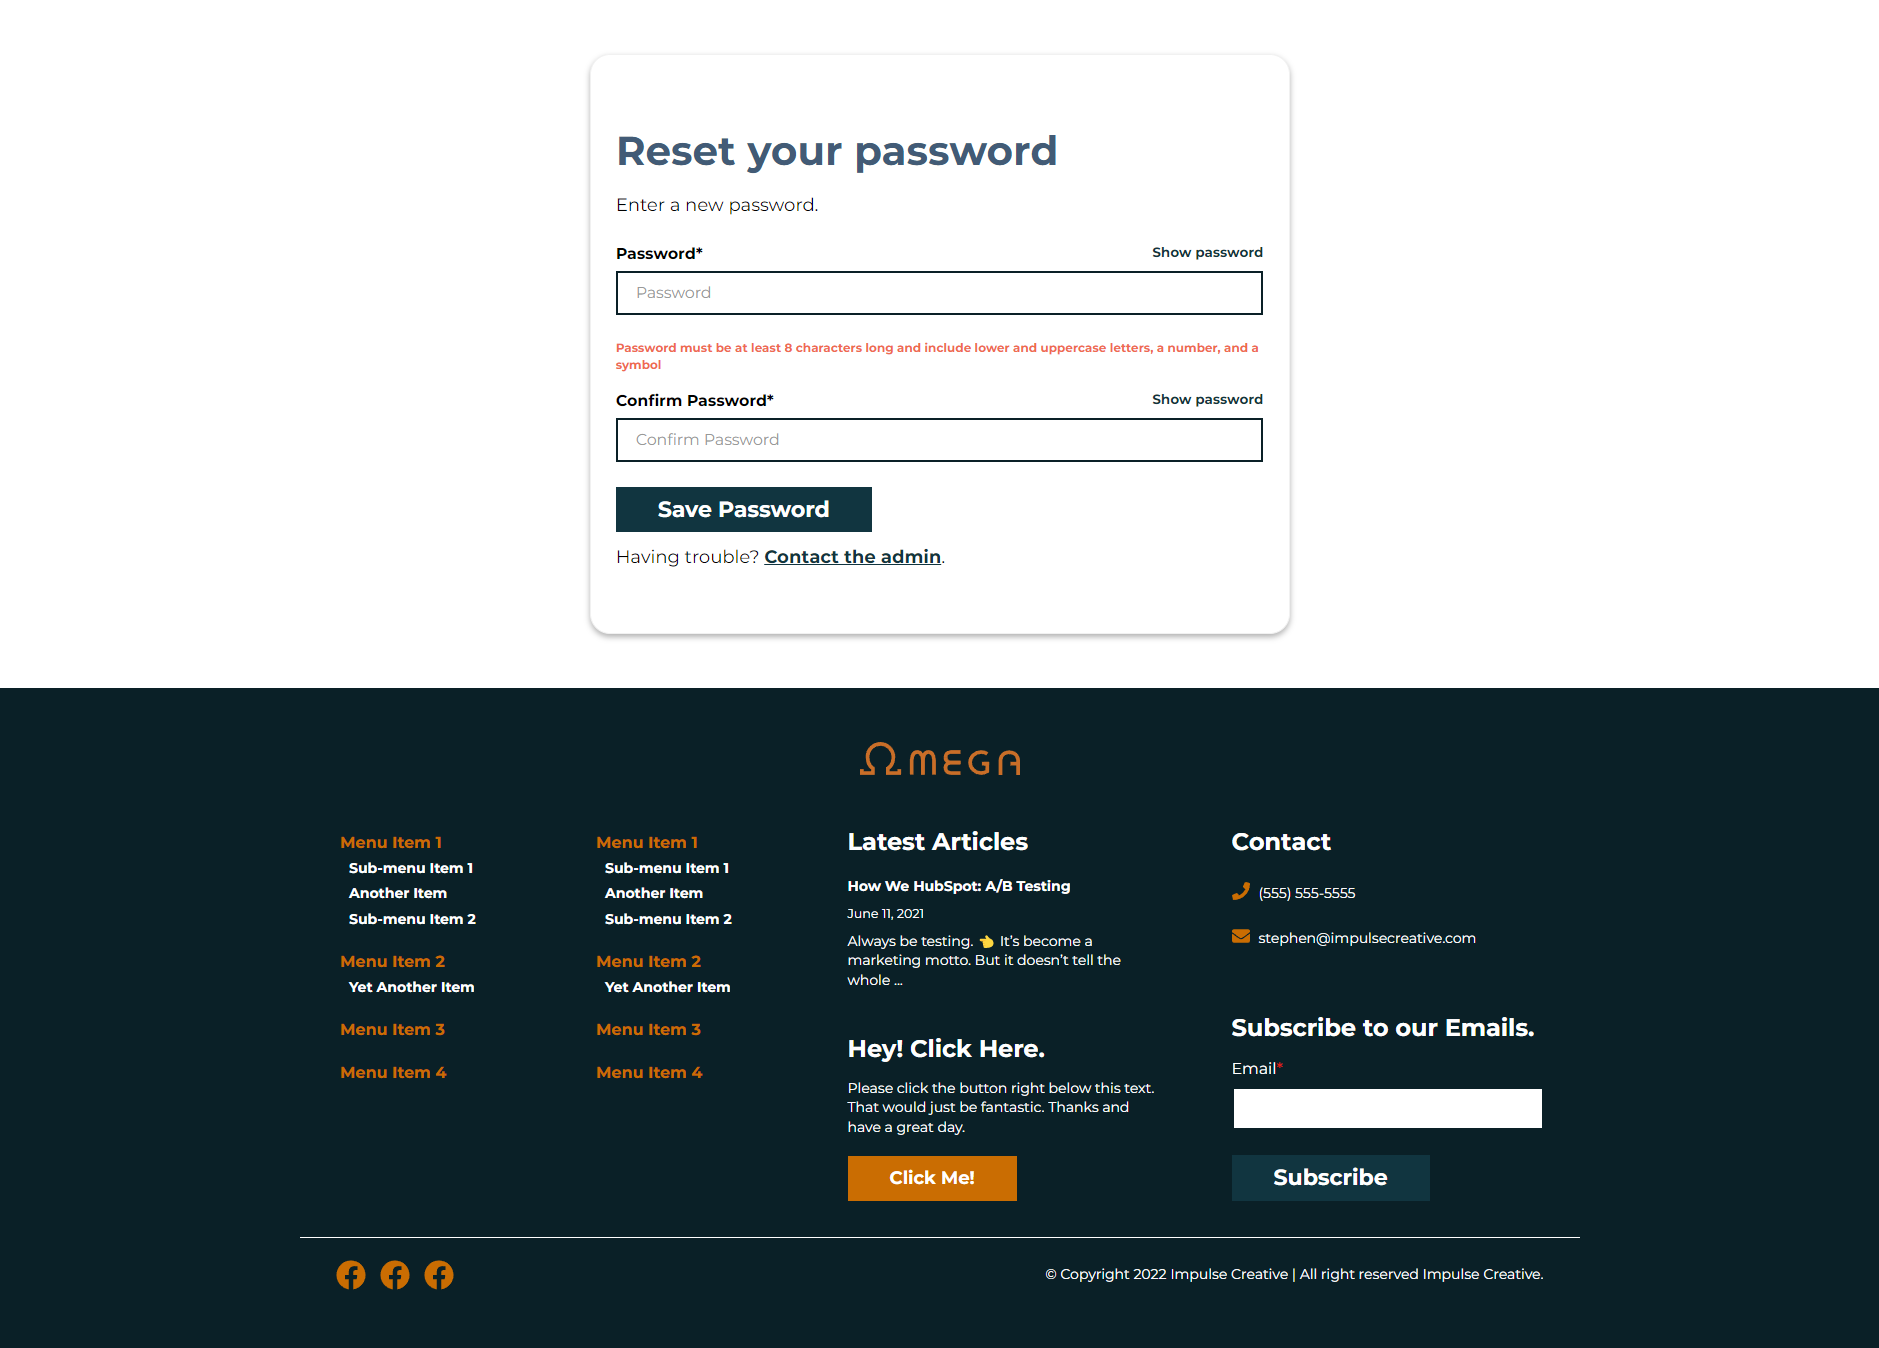 Reset your password
Enter a new password.
Password*
Show password
Password
Password must be at least 8 characters long and include lower and uppercase letters, a number, and a
symbol
Confirm Password*
Show password
Confirm Password
Save Password
Having trouble? Contact the admin.
ΩMEGA
Menu Item 1
Sub-menu Item 1
Another Item
Sub-menu Item 2
Menu Item 2
Yet Another Item
Menu Item 3
Menu Item 4
Menu Item 1
Sub-menu Item 1
Another Item
Sub-menu Item 2
Menu Item 2
Yet Another Item
Menu Item 3
Menu Item 4
Latest Articles
How We HubSpot: A/B Testing
June 11, 2021
Always be testing. 👈 It's become a
marketing motto. But it doesn't tell the
whole ...
Hey! Click Here.
Please click the button right below this text.
That would just be fantastic. Thanks and
have a great day.
Click Me!
Contact
(555) 555-5555
stephen@impulsecreative.com
Subscribe to our Emails.
Email*
Subscribe
© Copyright 2022 Impulse Creative | All right reserved Impulse Creative.